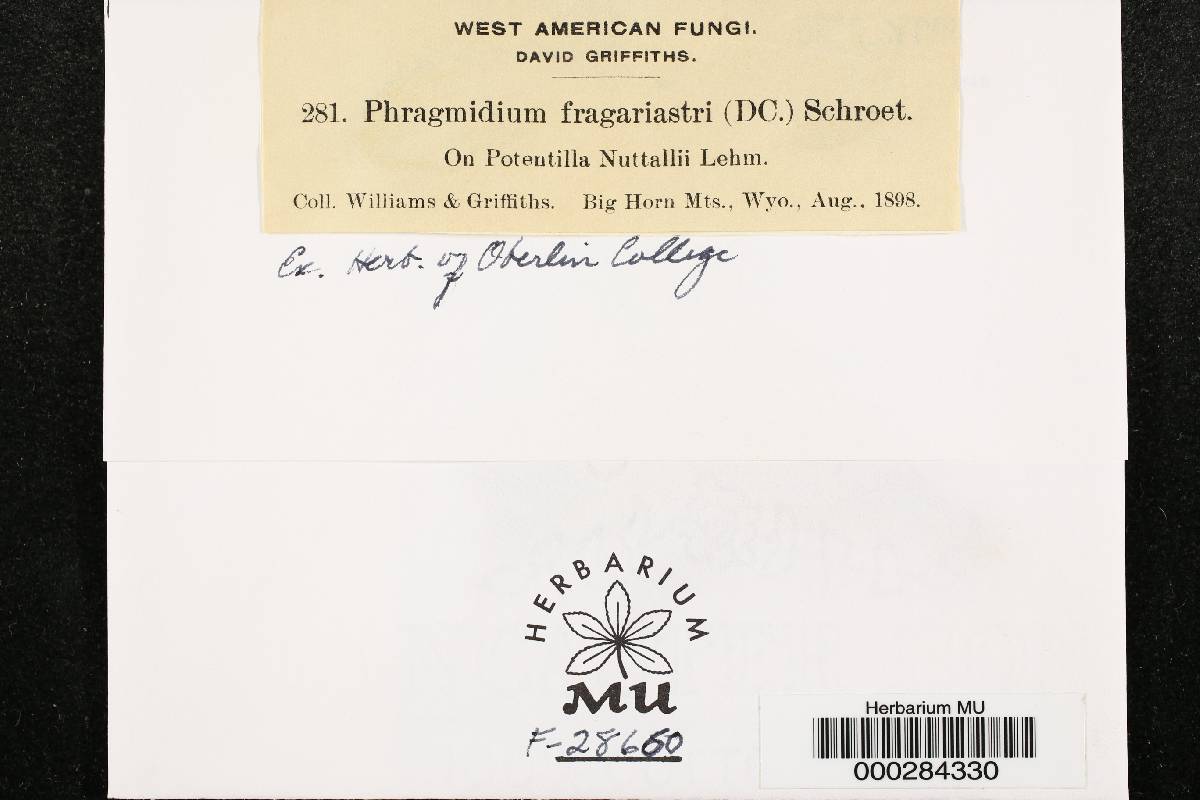 WEST AMERICAN FUNGI.
DAVID GRIFFITHS.
281. Phragmidium fragariastri (DC.) Schroet.
On Potentilla Nuttallii Lehm.
Coll. Williams & Griffiths. Big Horn Mts., Wyo., Aug., 1898.
Ex. Herb. of Oberlin College
HERBARIUM
MU
F-28660
Herbarium MU
000284330